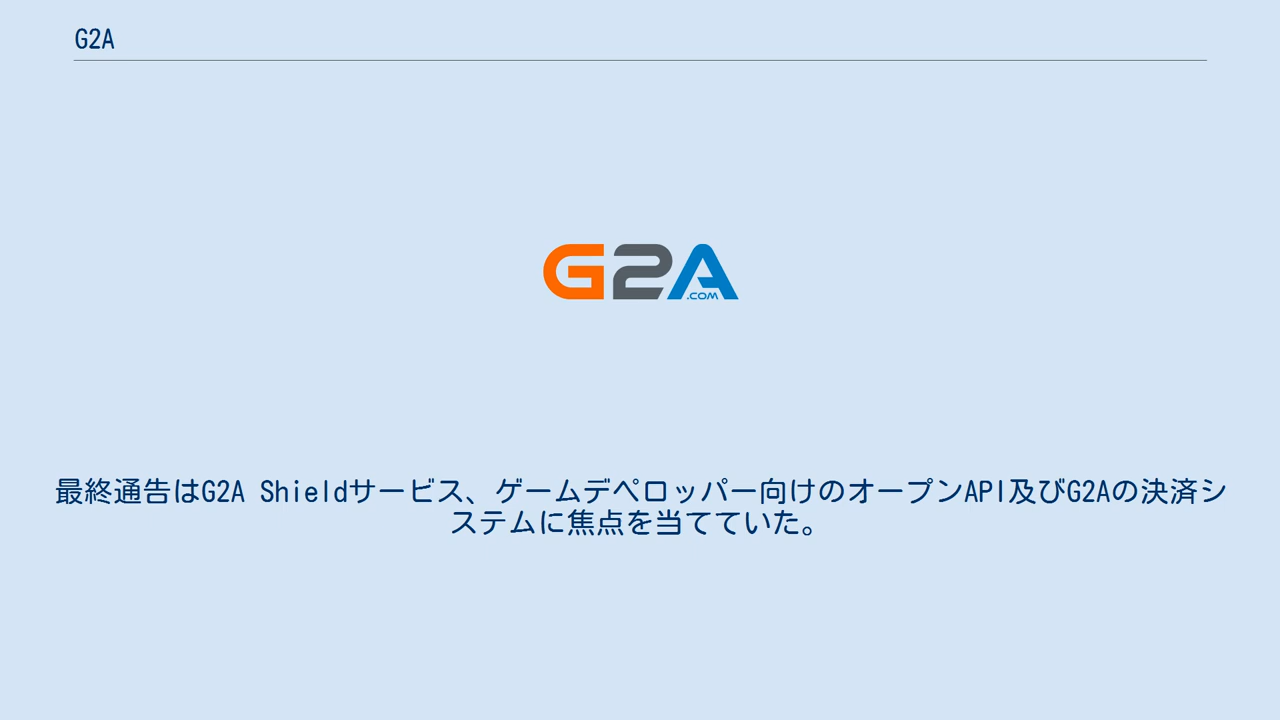 G2A
G2A
.COM
最終通告はG2A Shieldサービス、ゲームデペロッパー向けのオープンAPI及びG2Aの決済シ
ステムに焦点を当てていた。